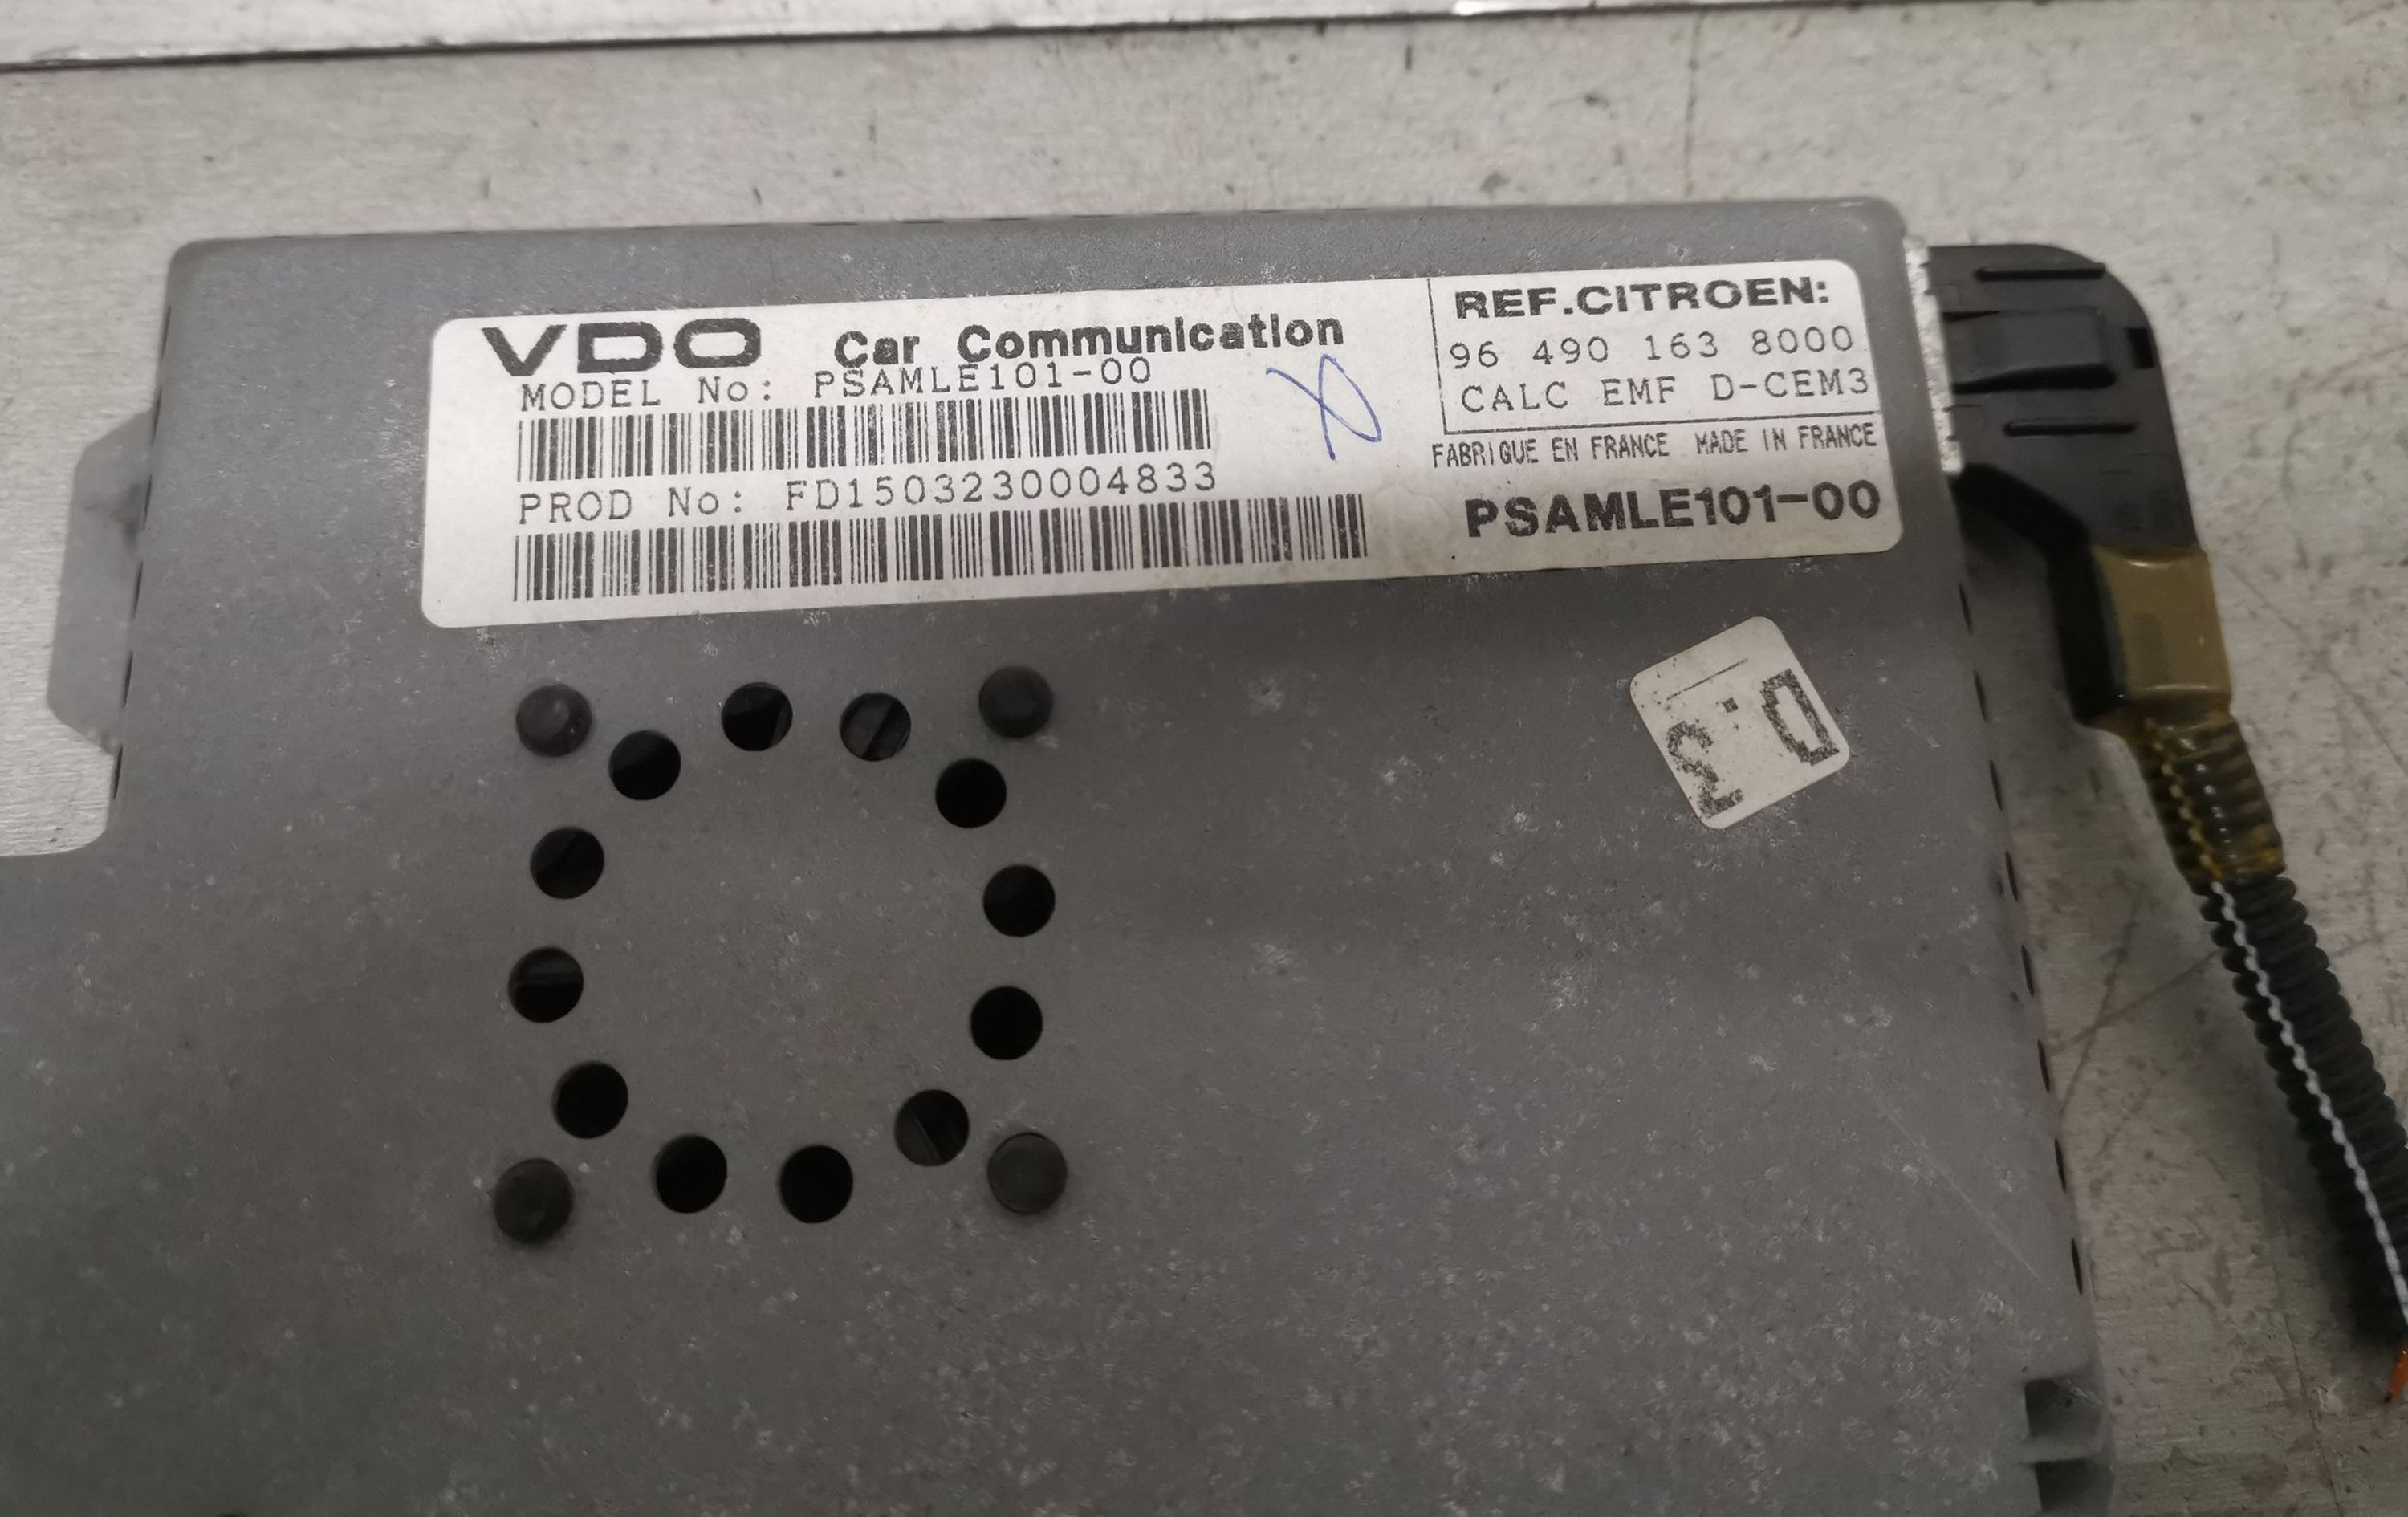 VDO Car Communication
MODEL No: PSAMLE101-00
PROD No: FD1503230004833
REF.CITROEN:
96 490 163 8000
CALC EMF D-CEM3
FABRIQUE EN FRANCE MADE IN FRANCE
PSAMLE101-00
D.3